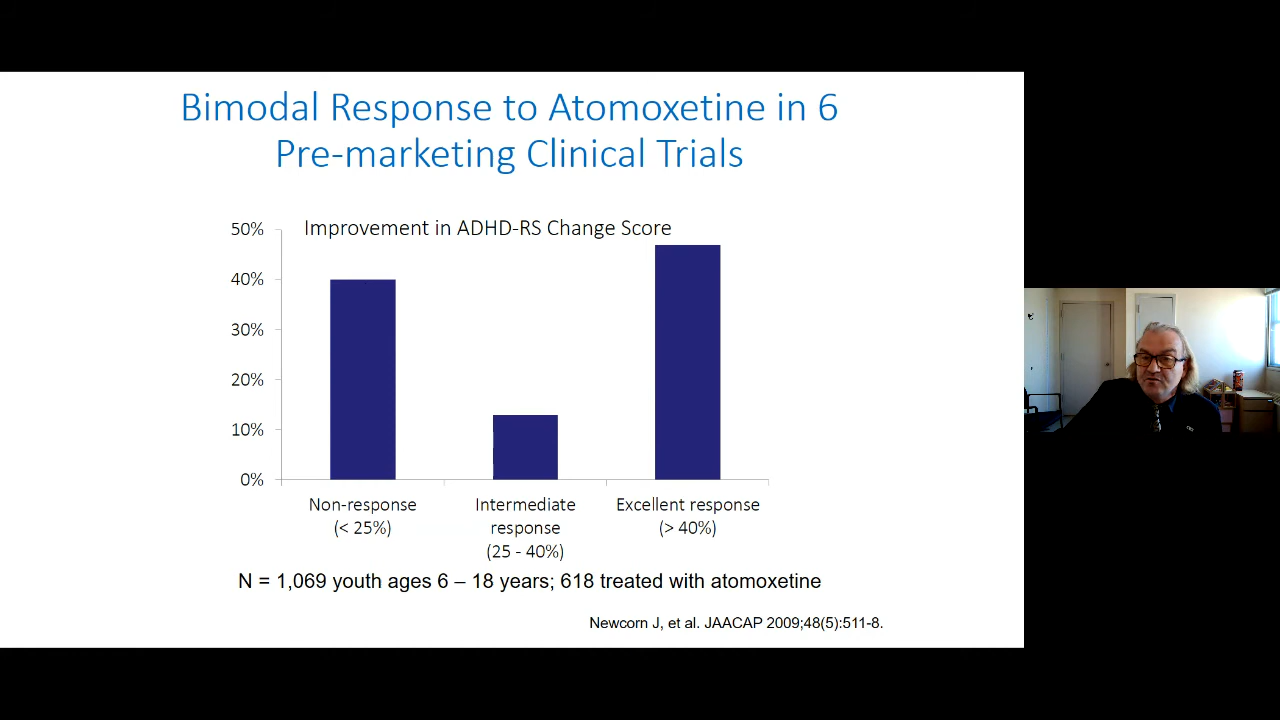 Bimodal Response to Atomoxetine in 6
Pre-marketing Clinical Trials
Improvement in ADHD-RS Change Score
50%
40%
30%
20%
10%
0%
Non-response
(< 25%)
Intermediate
response
(25 - 40%)
Excellent response
(> 40%)
N = 1,069 youth ages 6 – 18 years; 618 treated with atomoxetine
Newcorn J, et al. JAACAP 2009;48(5):511-8.